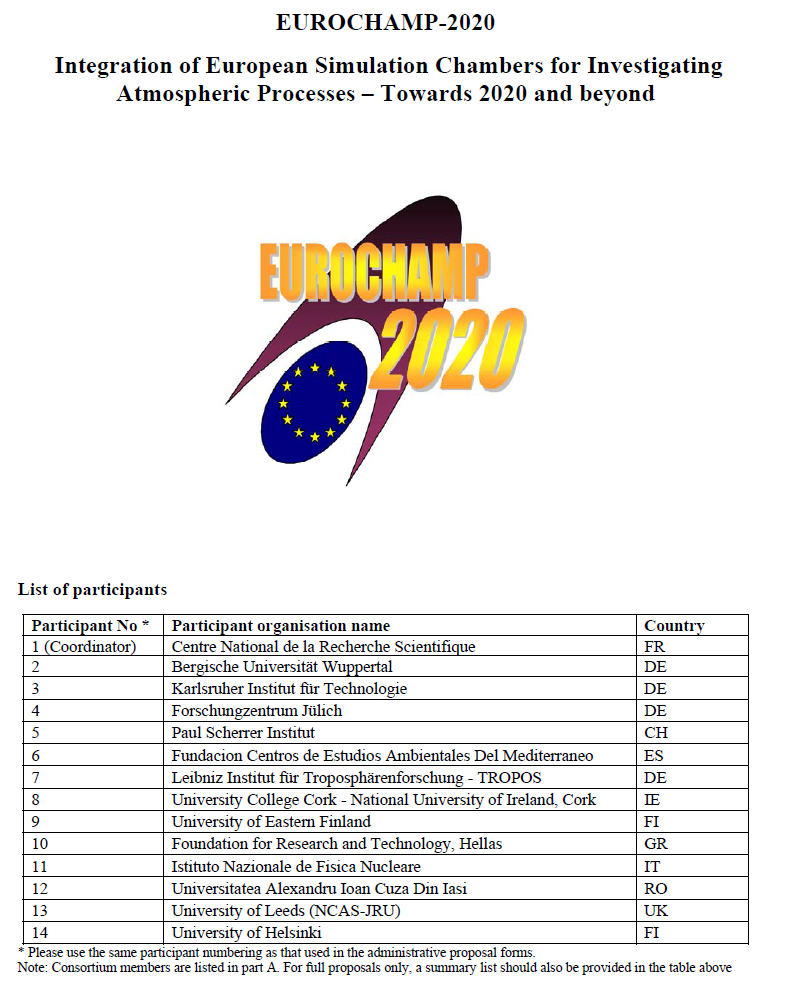 EUROCHAMP-2020
Integration of European Simulation Chambers for Investigating
Atmospheric Processes – Towards 2020 and beyond
EUROCHAMP
2020
List of participants
Participant No * Participant organisation name Country
1 (Coordinator) Centre National de la Recherche Scientifique FR
2 Bergische Universität Wuppertal DE
3 Karlsruher Institut für Technologie DE
4 Forschungzentrum Jülich DE
5 Paul Scherrer Institut CH
6 Fundacion Centros de Estudios Ambientales Del Mediterraneo ES
7 Leibniz Institut für Troposphärenforschung - TROPOS DE
8 University College Cork - National University of Ireland, Cork IE
9 University of Eastern Finland FI
10 Foundation for Research and Technology, Hellas GR
11 Istituto Nazionale de Fisica Nucleare IT
12 Universitatea Alexandru Ioan Cuza Din Iasi RO
13 University of Leeds (NCAS-JRU) UK
14 University of Helsinki FI
* Please use the same participant numbering as that used in the administrative proposal forms.
Note: Consortium members are listed in part A. For full proposals only, a summary list should also be provided in the table above